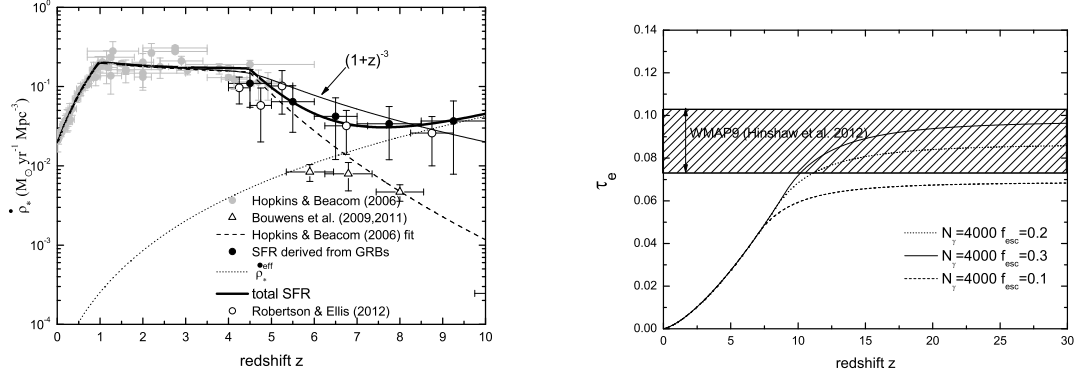 10^0
10^-1
10^-2
10^-3
10^-4
ρ̇* (M⊙ yr^-1 Mpc^-3)
(1+z)^-3
Hopkins & Beacom (2006)
Bouwens et al. (2009,2011)
Hopkins & Beacom (2006) fit
SFR derived from GRBs
ρ̇*^eff
total SFR
Robertson & Ellis (2012)
0 1 2 3 4 5 6 7 8 9 10
redshift z
0.14
0.12
0.10
0.08
0.06
0.04
0.02
0.00
τe
WMAP9 (Hinshaw et al. 2012)
Nγ=4000 fesc=0.2
Nγ=4000 fesc=0.3
Nγ=4000 fesc=0.1
0 5 10 15 20 25 30
redshift z